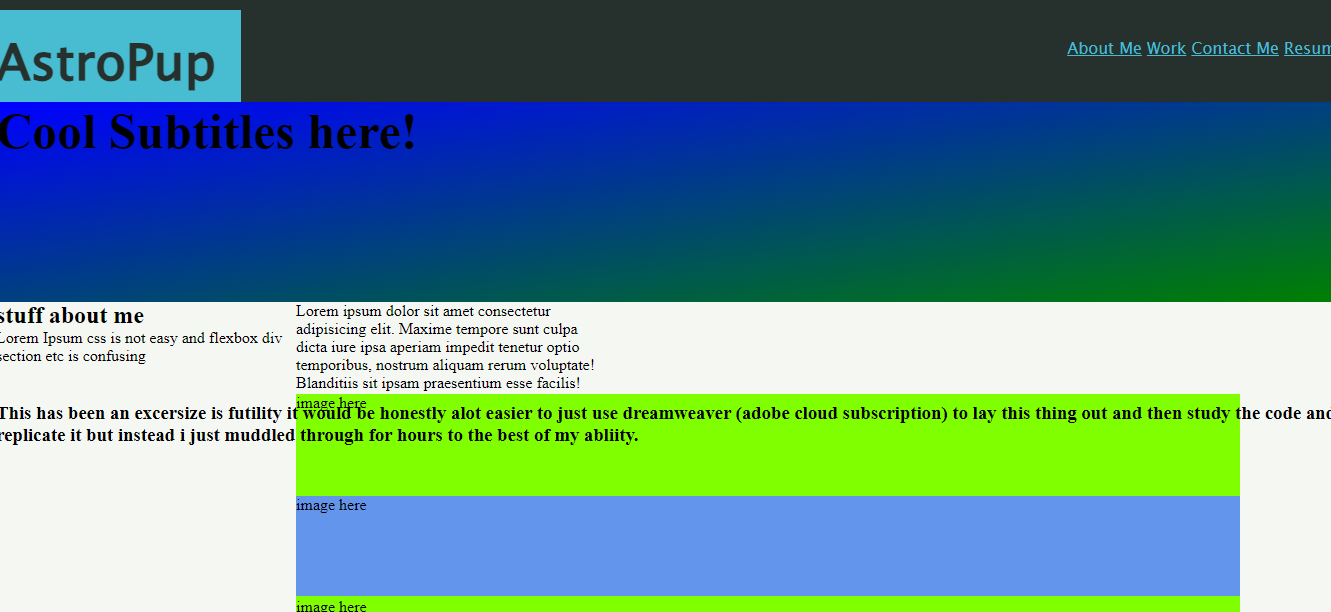 AstroPup
About Me Work Contact Me Resum
Cool Subtitles here!
stuff about me
Lorem Ipsum css is not easy and flexbox div
section etc is confusing
Lorem ipsum dolor sit amet consectetur
adipisicing elit. Maxime tempore sunt culpa
dicta iure ipsa aperiam impedit tenetur optio
temporibus, nostrum aliquam rerum voluptate!
Blanditiis sit ipsam praesentium esse facilis!
image here
This has been an excersize is futility it would be honestly alot easier to just use dreamweaver (adobe cloud subscription) to lay this thing out and then study the code and
replicate it but instead i just muddled through for hours to the best of my abliity.
image here
image here